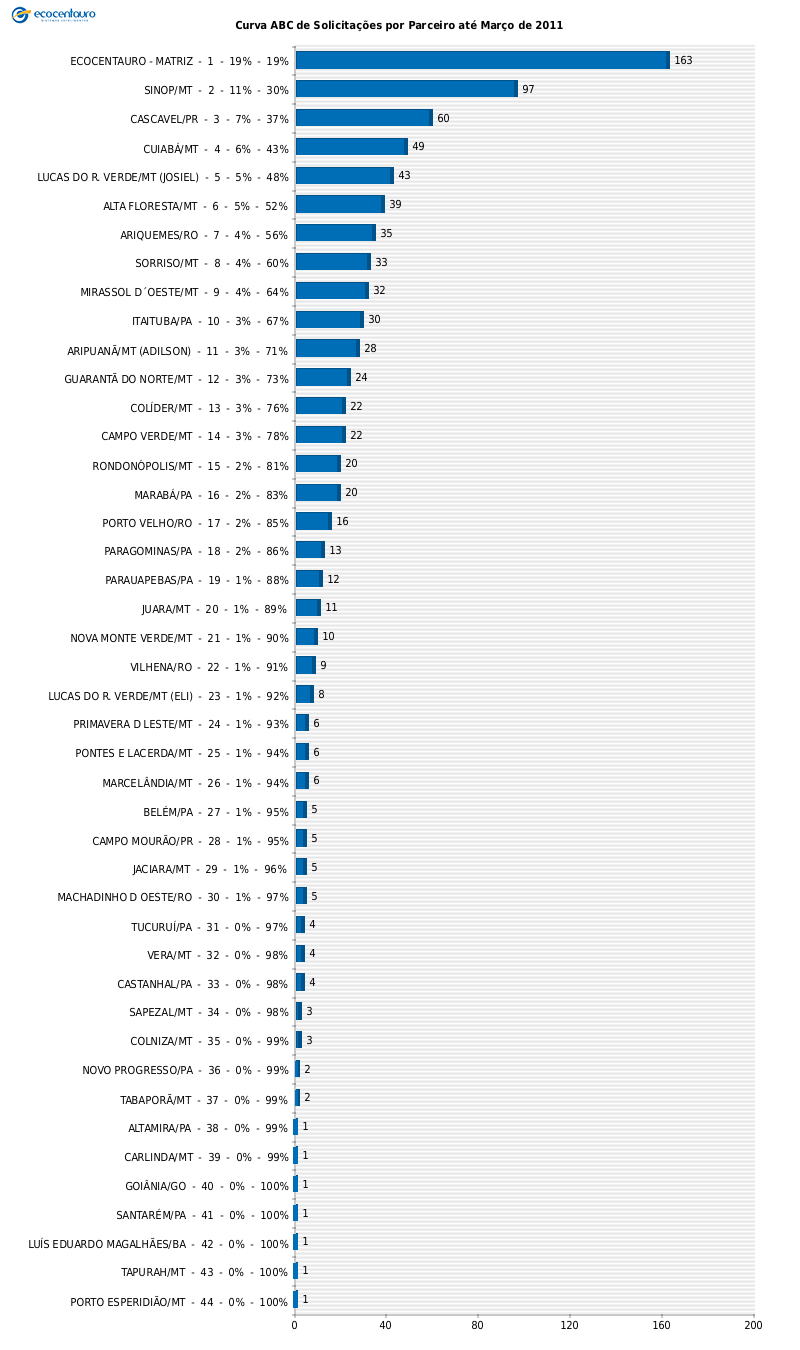 ecocentauro
Curva ABC de Solicitações por Parceiro até Março de 2011
ECOCENTAURO - MATRIZ - 1 - 19% - 19% 163
SINOP/MT - 2 - 11% - 30% 97
CASCAVEL/PR - 3 - 7% - 37% 60
CUIABÁ/MT - 4 - 6% - 43% 49
LUCAS DO R. VERDE/MT (JOSIEL) - 5 - 5% - 48% 43
ALTA FLORESTA/MT - 6 - 5% - 52% 39
ARIQUEMES/RO - 7 - 4% - 56% 35
SORRISO/MT - 8 - 4% - 60% 33
MIRASSOL D´OESTE/MT - 9 - 4% - 64% 32
ITAITUBA/PA - 10 - 3% - 67% 30
ARIPUANÃ/MT (ADILSON) - 11 - 3% - 71% 28
GUARANTÃ DO NORTE/MT - 12 - 3% - 73% 24
COLÍDER/MT - 13 - 3% - 76% 22
CAMPO VERDE/MT - 14 - 3% - 78% 22
RONDONÓPOLIS/MT - 15 - 2% - 81% 20
MARABÁ/PA - 16 - 2% - 83% 20
PORTO VELHO/RO - 17 - 2% - 85% 16
PARAGOMINAS/PA - 18 - 2% - 86% 13
PARAUAPEBAS/PA - 19 - 1% - 88% 12
JUARA/MT - 20 - 1% - 89% 11
NOVA MONTE VERDE/MT - 21 - 1% - 90% 10
VILHENA/RO - 22 - 1% - 91% 9
LUCAS DO R. VERDE/MT (ELI) - 23 - 1% - 92% 8
PRIMAVERA D LESTE/MT - 24 - 1% - 93% 6
PONTES E LACERDA/MT - 25 - 1% - 94% 6
MARCELÂNDIA/MT - 26 - 1% - 94% 6
BELÉM/PA - 27 - 1% - 95% 5
CAMPO MOURÃO/PR - 28 - 1% - 95% 5
JACIARA/MT - 29 - 1% - 96% 5
MACHADINHO D OESTE/RO - 30 - 1% - 97% 5
TUCURUÍ/PA - 31 - 0% - 97% 4
VERA/MT - 32 - 0% - 98% 4
CASTANHAL/PA - 33 - 0% - 98% 4
SAPEZAL/MT - 34 - 0% - 98% 3
COLNIZA/MT - 35 - 0% - 99% 3
NOVO PROGRESSO/PA - 36 - 0% - 99% 2
TABAPORÃ/MT - 37 - 0% - 99% 2
ALTAMIRA/PA - 38 - 0% - 99% 1
CARLINDA/MT - 39 - 0% - 99% 1
GOIÂNIA/GO - 40 - 0% - 100% 1
SANTARÉM/PA - 41 - 0% - 100% 1
LUÍS EDUARDO MAGALHÃES/BA - 42 - 0% - 100% 1
TAPURAH/MT - 43 - 0% - 100% 1
PORTO ESPERIDIÃO/MT - 44 - 0% - 100% 1
0 40 80 120 160 200